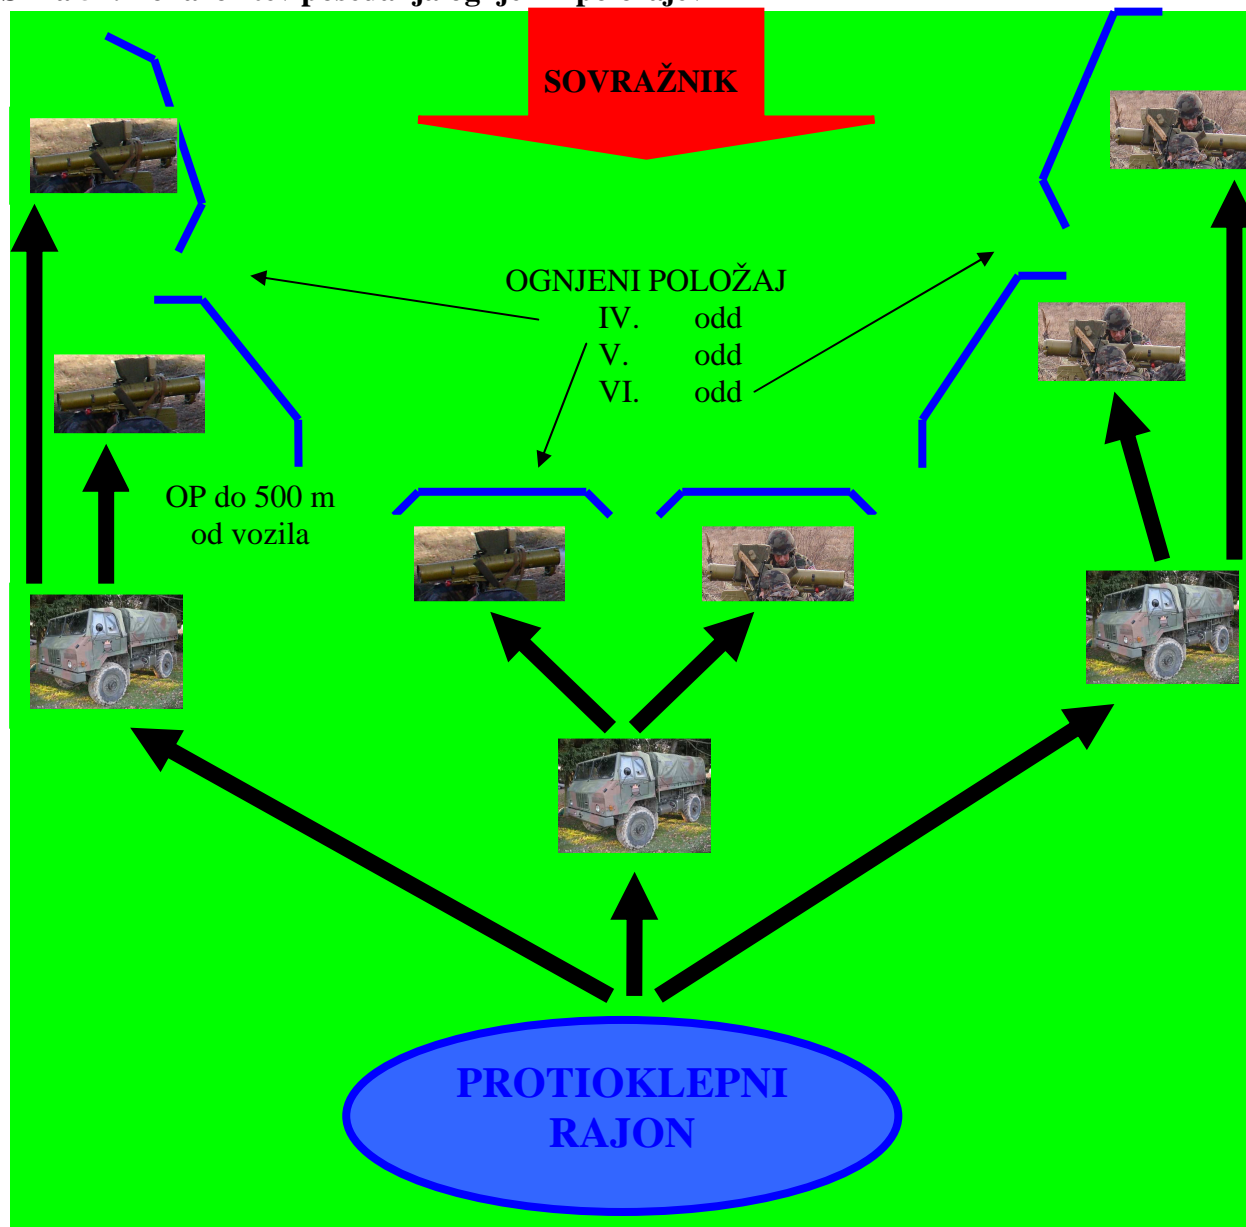 SOVRAŽNIK
OGNJENI POLOŽAJ
IV. odd
V. odd
VI. odd
OP do 500 m
od vozila
PROTIOKLEPNI
RAJON